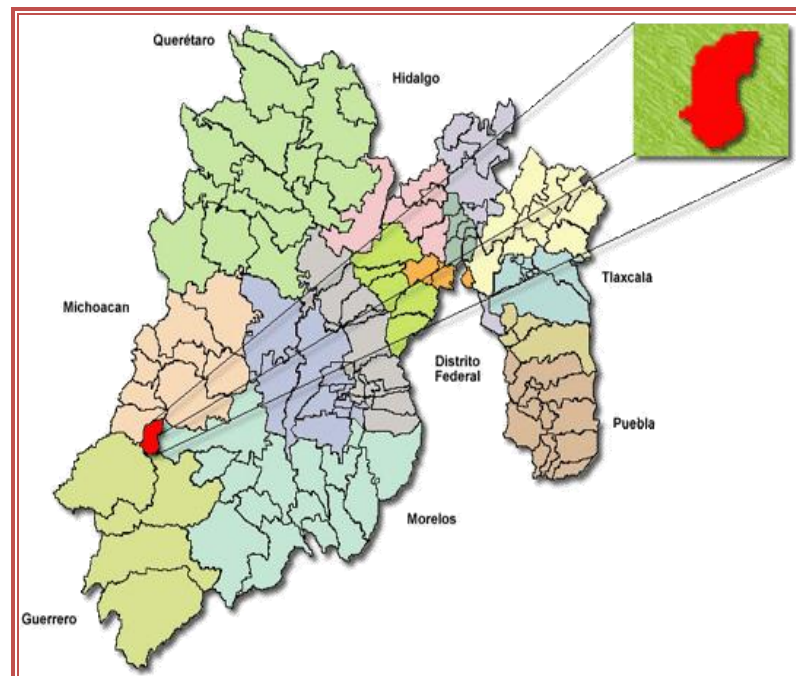 Querétaro
Hidalgo
Michoacan
Tlaxcala
Distrito
Federal
Puebla
Morelos
Guerrero